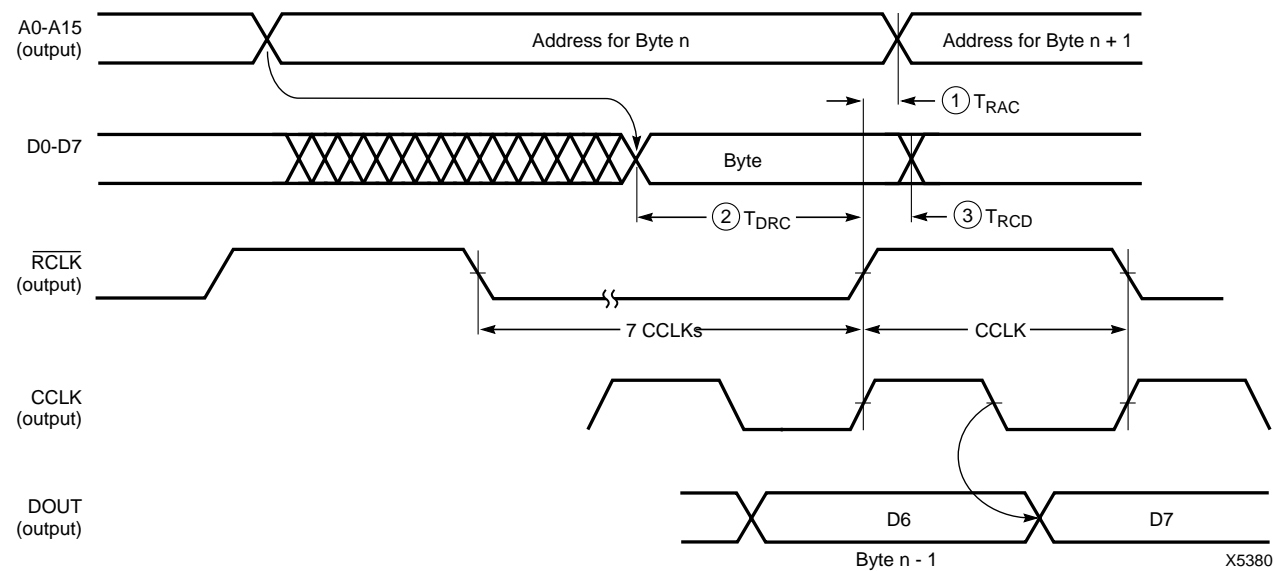 A0-A15
(output)
Address for Byte n
Address for Byte n + 1
1 TRAC
D0-D7
Byte
2 TDRC
3 TRCD
RCLK
(output)
7 CCLKs
CCLK
CCLK
(output)
DOUT
(output)
D6
D7
Byte n - 1
X5380